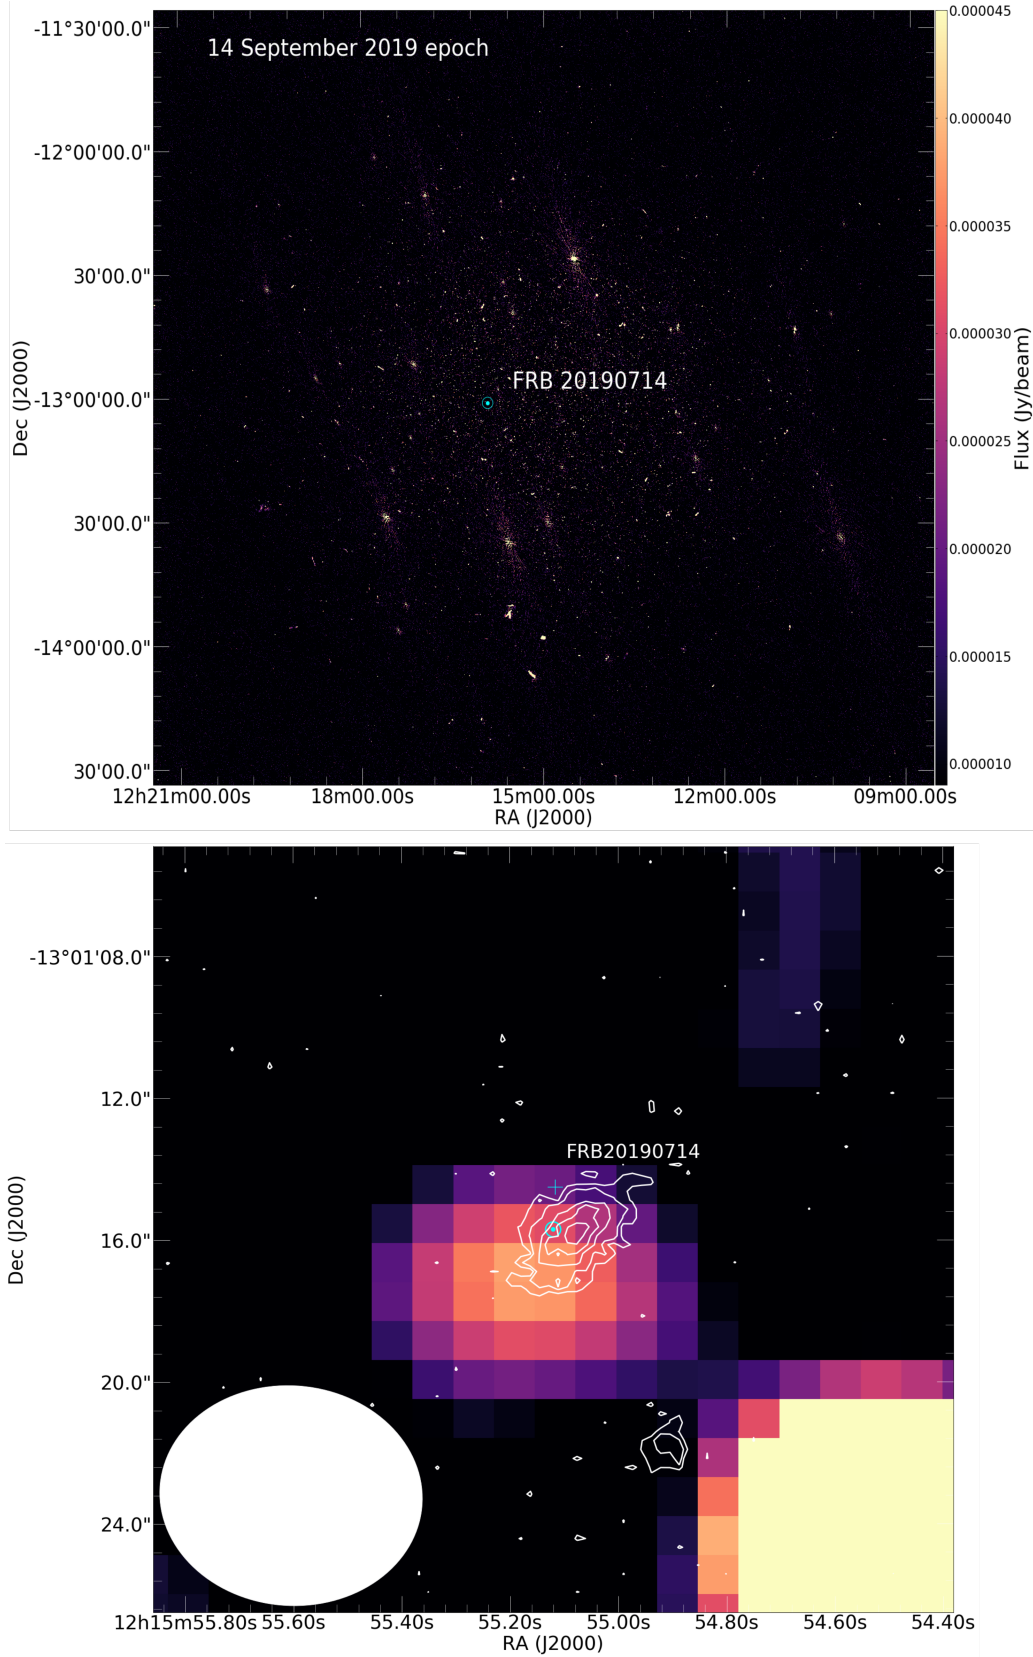 14 September 2019 epoch
FRB 20190714
-11°30'00.0"
-12°00'00.0"
30'00.0"
-13°00'00.0"
30'00.0"
-14°00'00.0"
30'00.0"
Dec (J2000)
12h21m00.00s 18m00.00s 15m00.00s 12m00.00s 09m00.00s
RA (J2000)
0.000045
0.000040
0.000035
0.000030
0.000025
0.000020
0.000015
0.000010
Flux (Jy/beam)
FRB20190714
-13°01'08.0"
12.0"
16.0"
20.0"
24.0"
Dec (J2000)
12h15m55.80s 55.60s 55.40s 55.20s 55.00s 54.80s 54.60s 54.40s
RA (J2000)